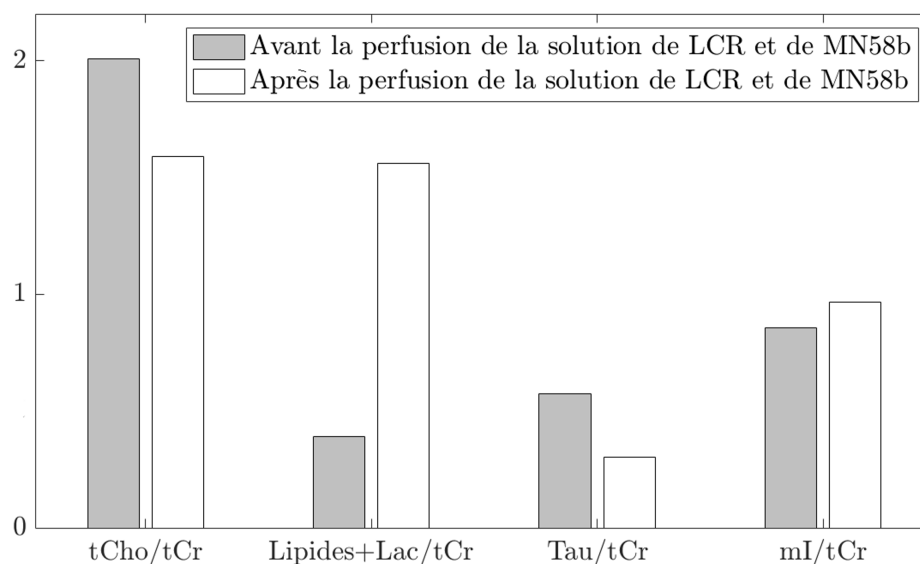 Avant la perfusion de la solution de LCR et de MN58b
Après la perfusion de la solution de LCR et de MN58b
2
1
0
tCho/tCr
Lipides+Lac/tCr
Tau/tCr
mI/tCr